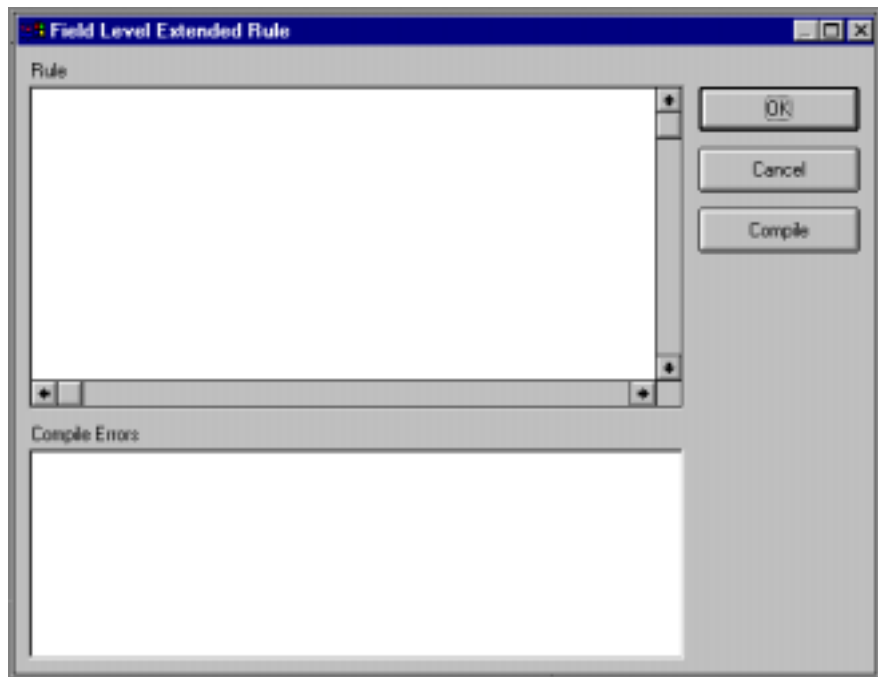 Field Level Extended Rule
Rule
OK
Cancel
Compile
Compile Errors